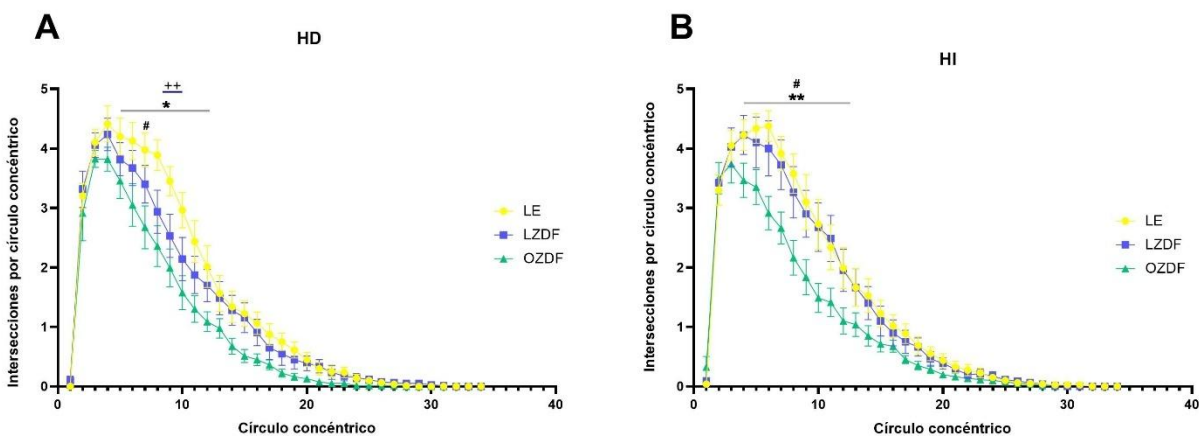 A
HD
Intersecciones por círculo concéntrico
5
4
3
2
1
0
++
*
#
LE
LZDF
OZDF
0
10
20
30
40
Círculo concéntrico
B
HI
Intersecciones por círculo concéntrico
5
4
3
2
1
0
#
**
LE
LZDF
OZDF
0
10
20
30
40
Círculo concéntrico